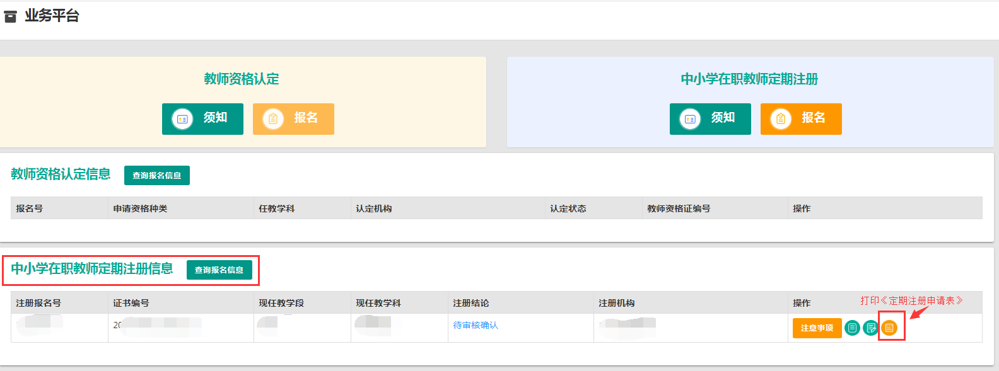 业务平台
教师资格认定
须知
报名
中小学在职教师定期注册
须知
报名
教师资格认定信息
查询报名信息
报名号 申请资格种类 任教学科 认定机构 认定状态 教师资格证编号 操作
中小学在职教师定期注册信息
查询报名信息
注册报名号 证书编号 现任教学段 现任教学科 注册结论 注册机构 操作
打印《定期注册申请表》
20 待审核确认 注意事项